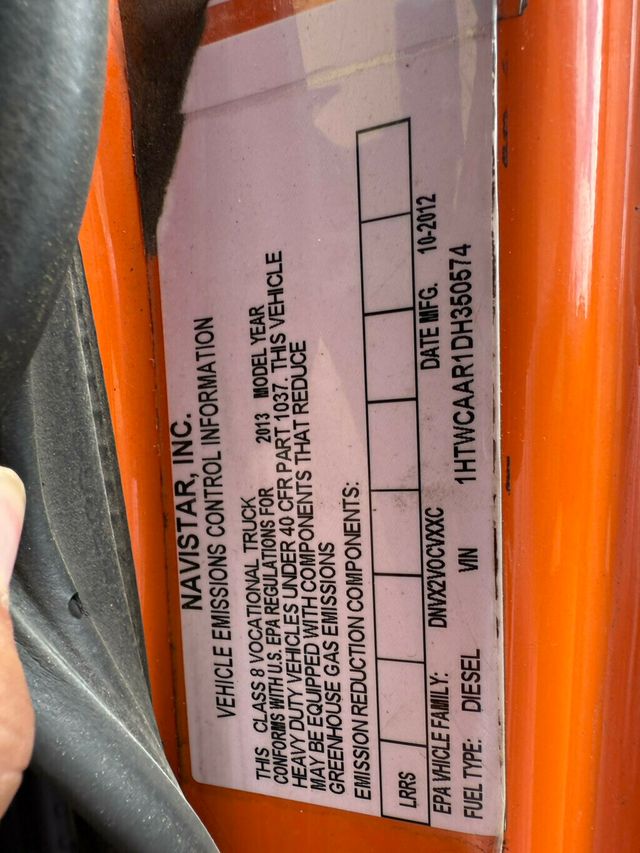 NAVISTAR, INC.
VEHICLE EMISSIONS CONTROL INFORMATION
THIS CLASS 8 VOCATIONAL TRUCK
CONFORMS WITH U.S. EPA REGULATIONS FOR 2013 MODEL YEAR
HEAVY DUTY VEHICLES UNDER 40 CFR PART 1037. THIS VEHICLE
MAY BE EQUIPPED WITH COMPONENTS THAT REDUCE
GREENHOUSE GAS EMISSIONS
EMISSION REDUCTION COMPONENTS:
LRRS
EPA VHICLE FAMILY: DNVX2VOCVXXC DATE MFG. 10-2012
FUEL TYPE: DIESEL VIN 1HTWCAAR1DH350574